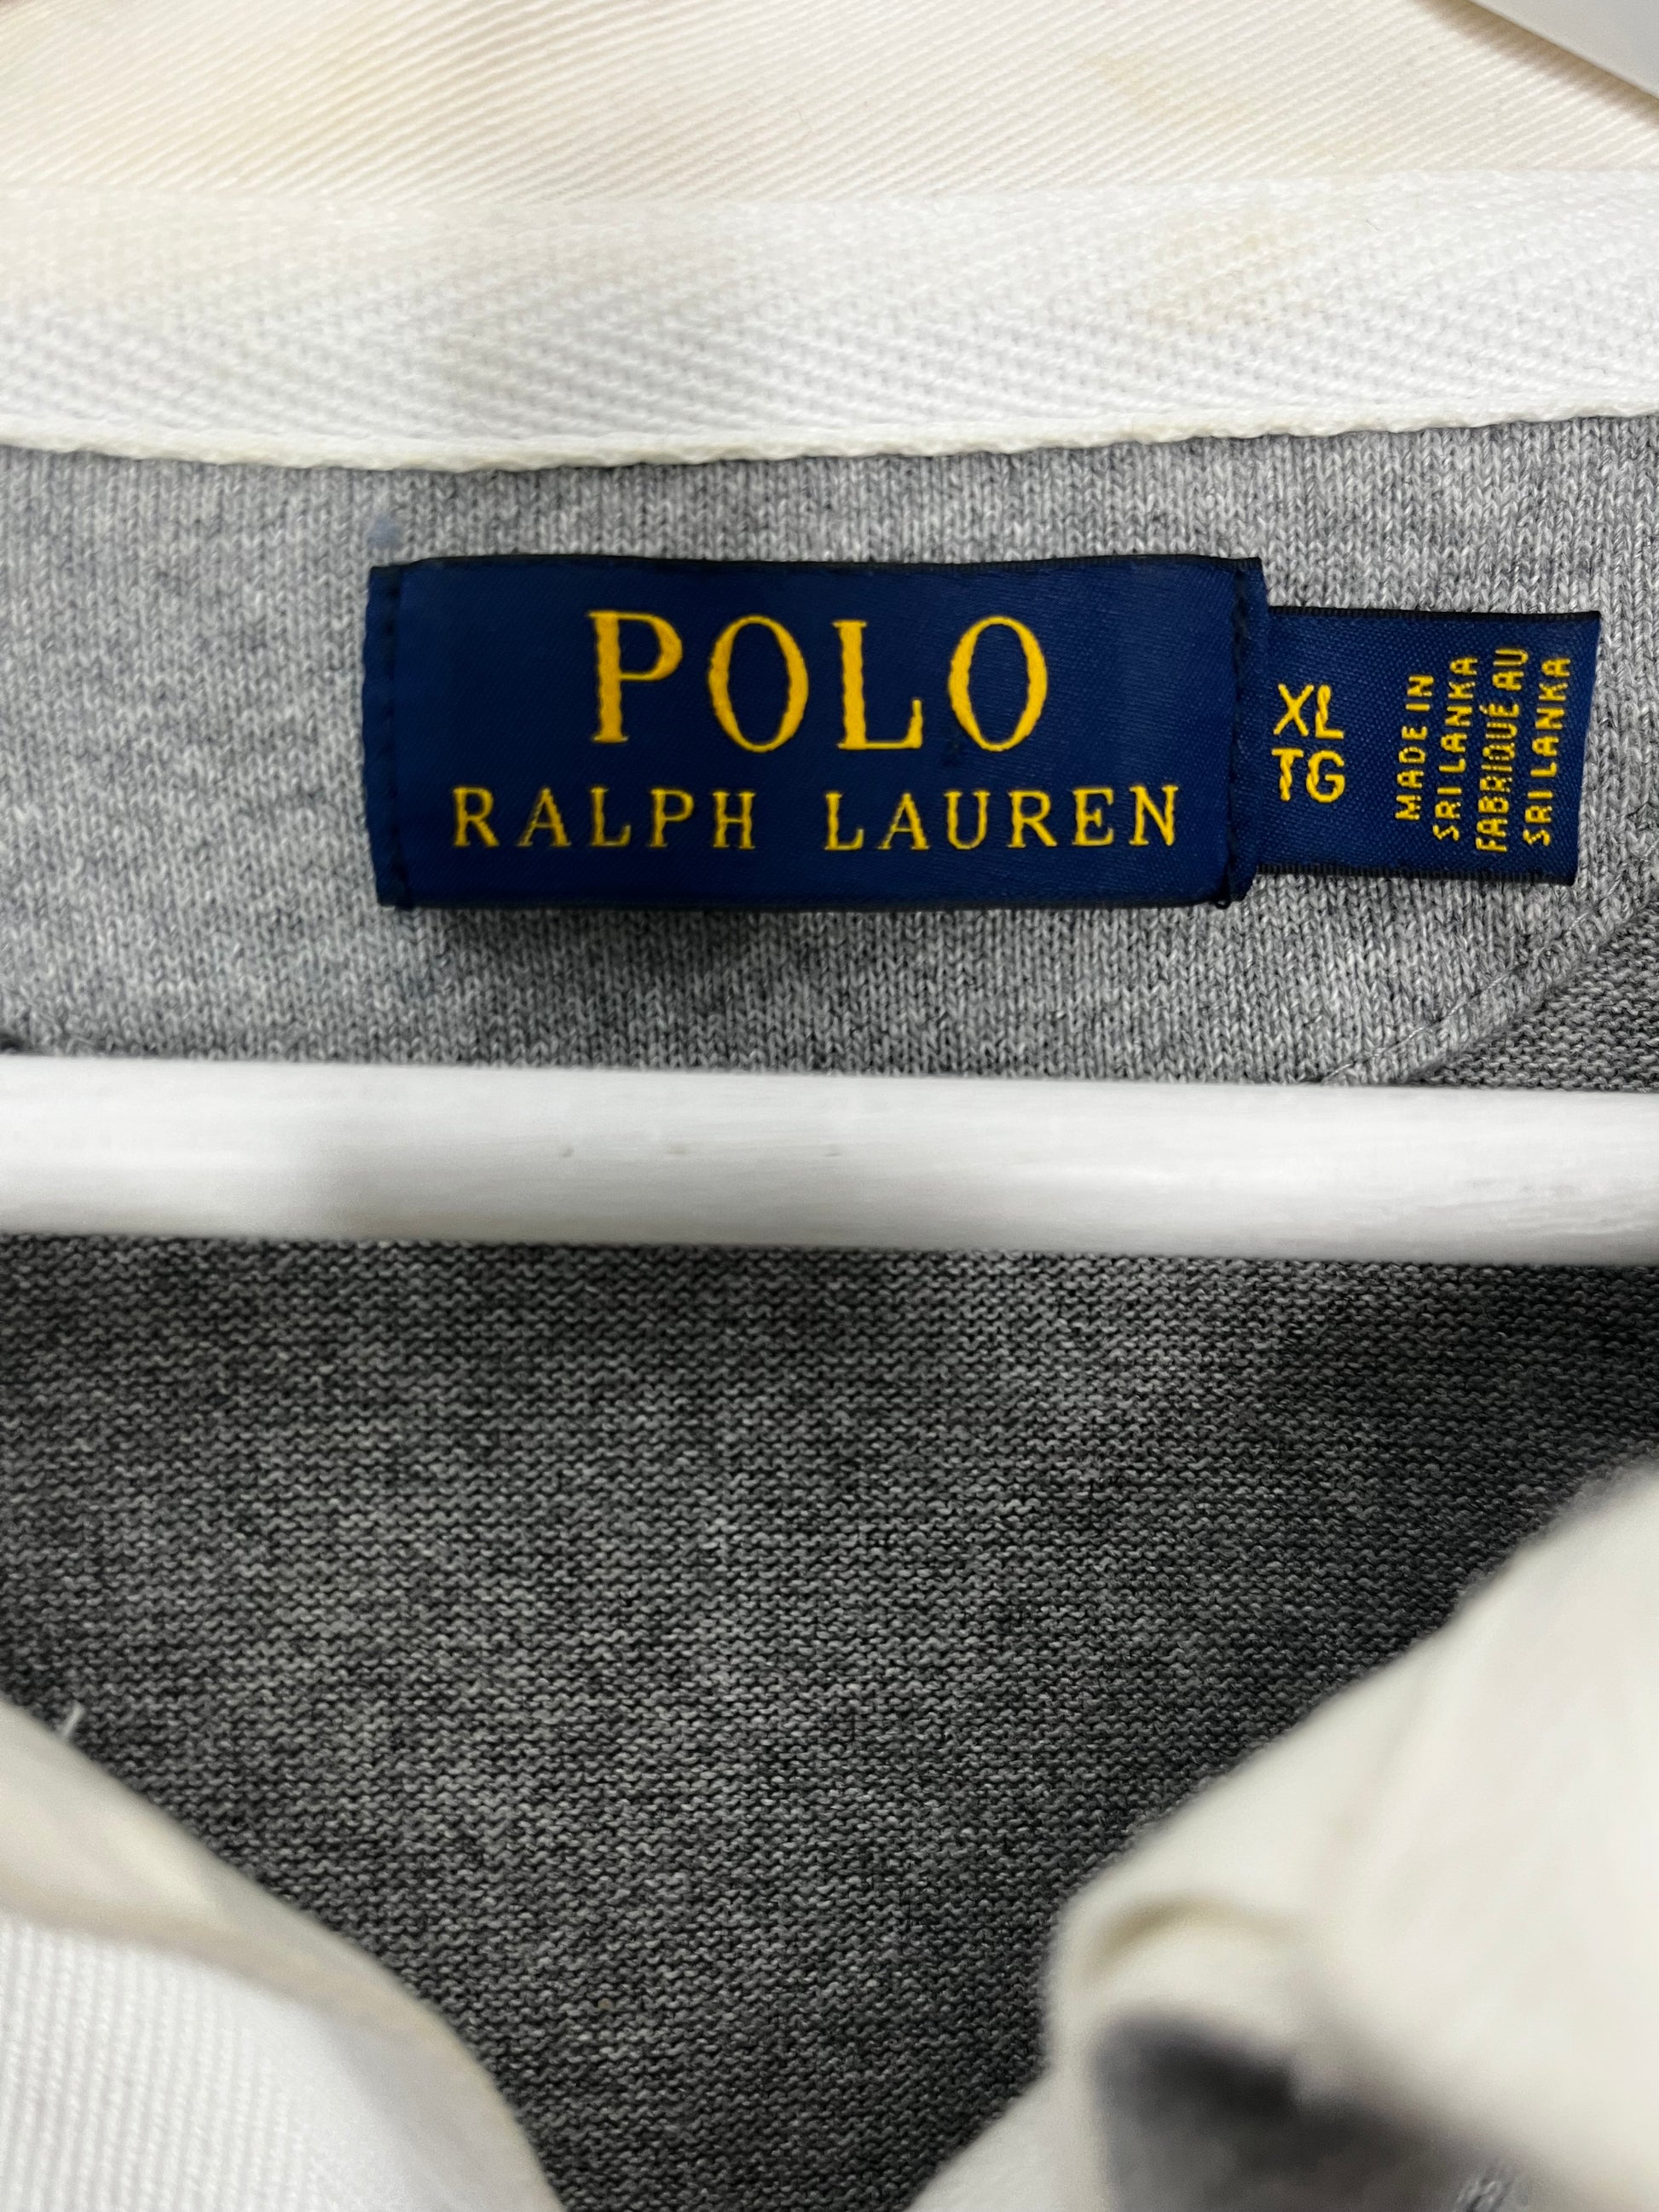 POLO
RALPH LAUREN
XL
TG
MADE IN
SRI LANKA
FABRIQUÉ AU
SRI LANKA